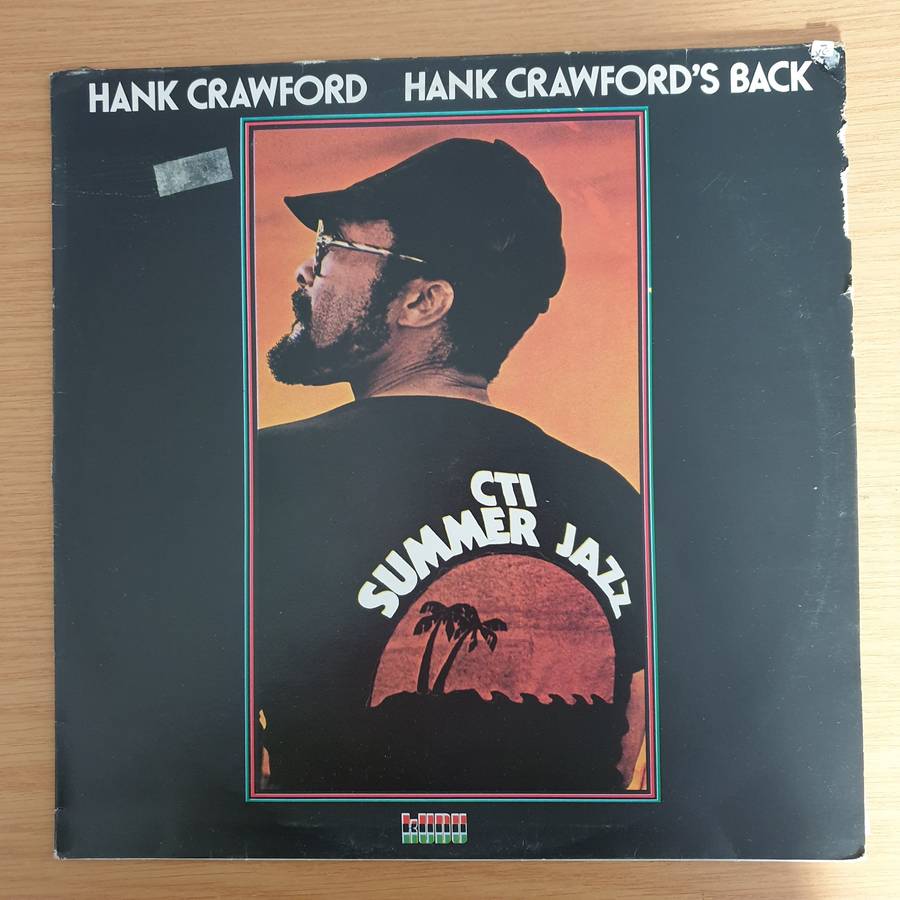 HANK CRAWFORD HANK CRAWFORD'S BACK
CTI
SUMMER JAZZ
KUDU